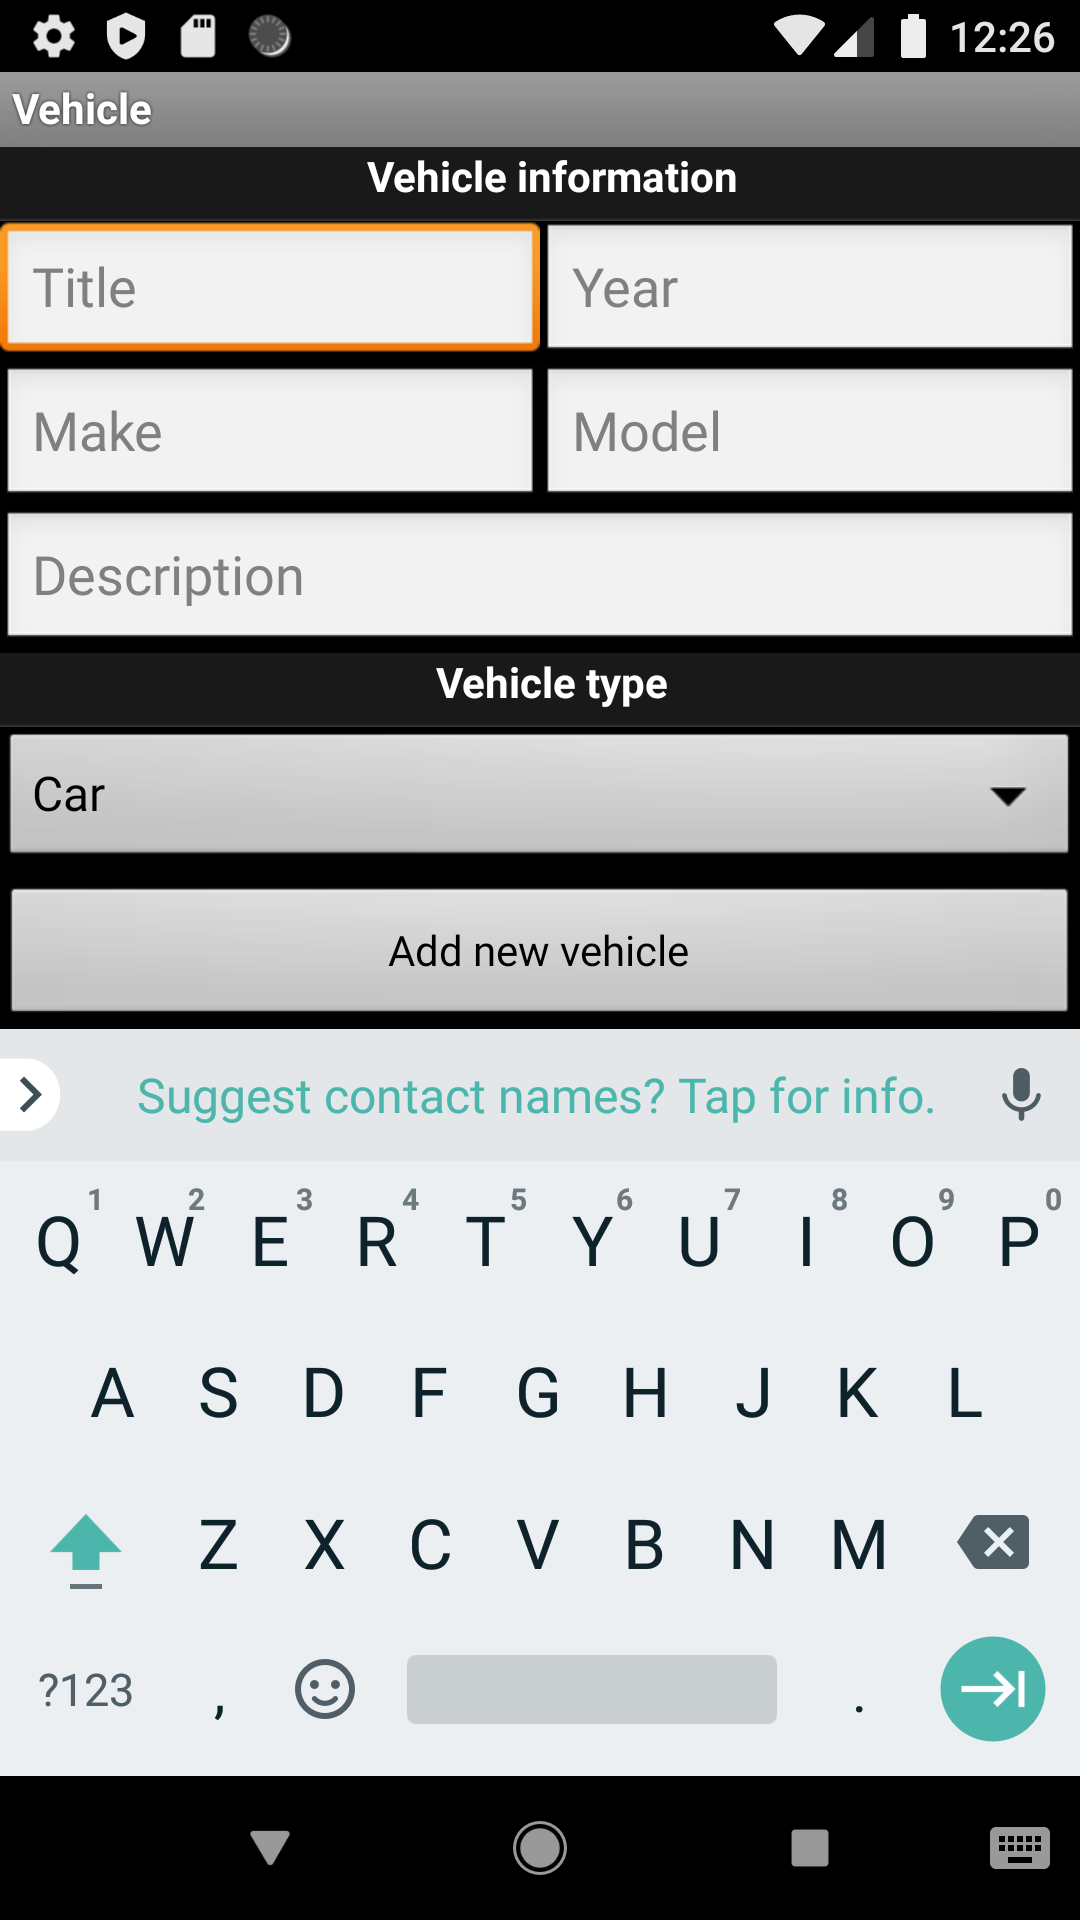 12:26
Vehicle
Vehicle information
Title Year
Make Model
Description
Vehicle type
Car
Add new vehicle
Suggest contact names? Tap for info.
1 2 3 4 5 6 7 8 9 0
Q W E R T Y U I O P
A S D F G H J K L
Z X C V B N M
?123 , .